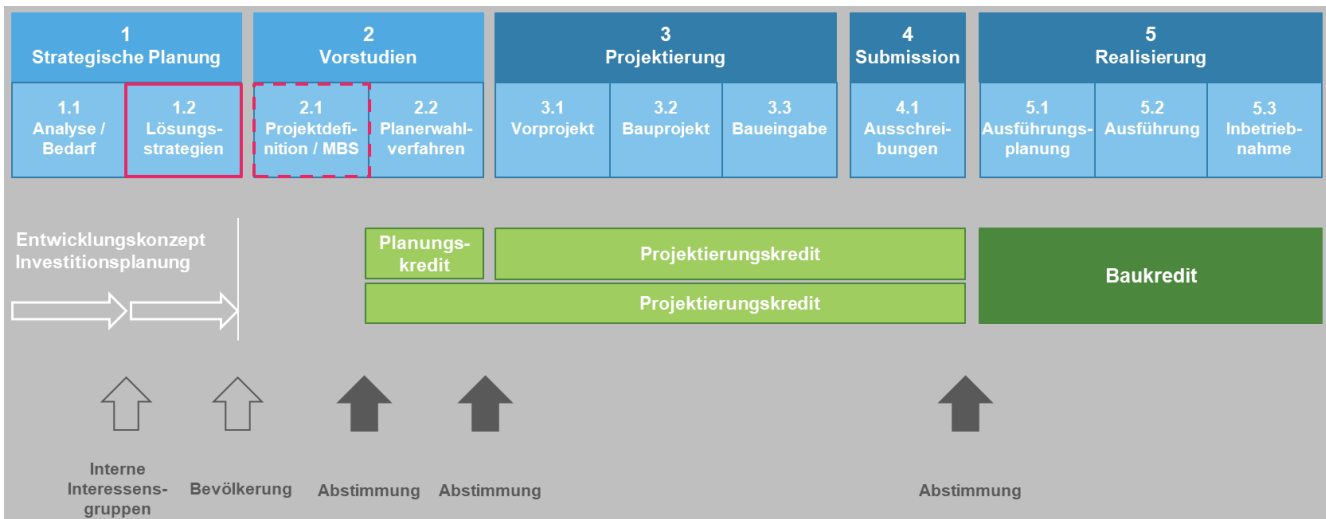 1
Strategische Planung
2
Vorstudien
3
Projektierung
4
Submission
5
Realisierung
1.1
Analyse /
Bedarf
1.2
Lösungs-
strategien
2.1
Projektdefi-
nition / MBS
2.2
Planerwahl-
verfahren
3.1
Vorprojekt
3.2
Bauprojekt
3.3
Baueingabe
4.1
Ausschrei-
bungen
5.1
Ausführungs-
planung
5.2
Ausführung
5.3
Inbetrieb-
nahme
Entwicklungskonzept
Investitionsplanung
Planungs-
kredit
Projektierungskredit
Projektierungskredit
Baukredit
Interne
Interessens-
gruppen
Bevölkerung
Abstimmung
Abstimmung
Abstimmung